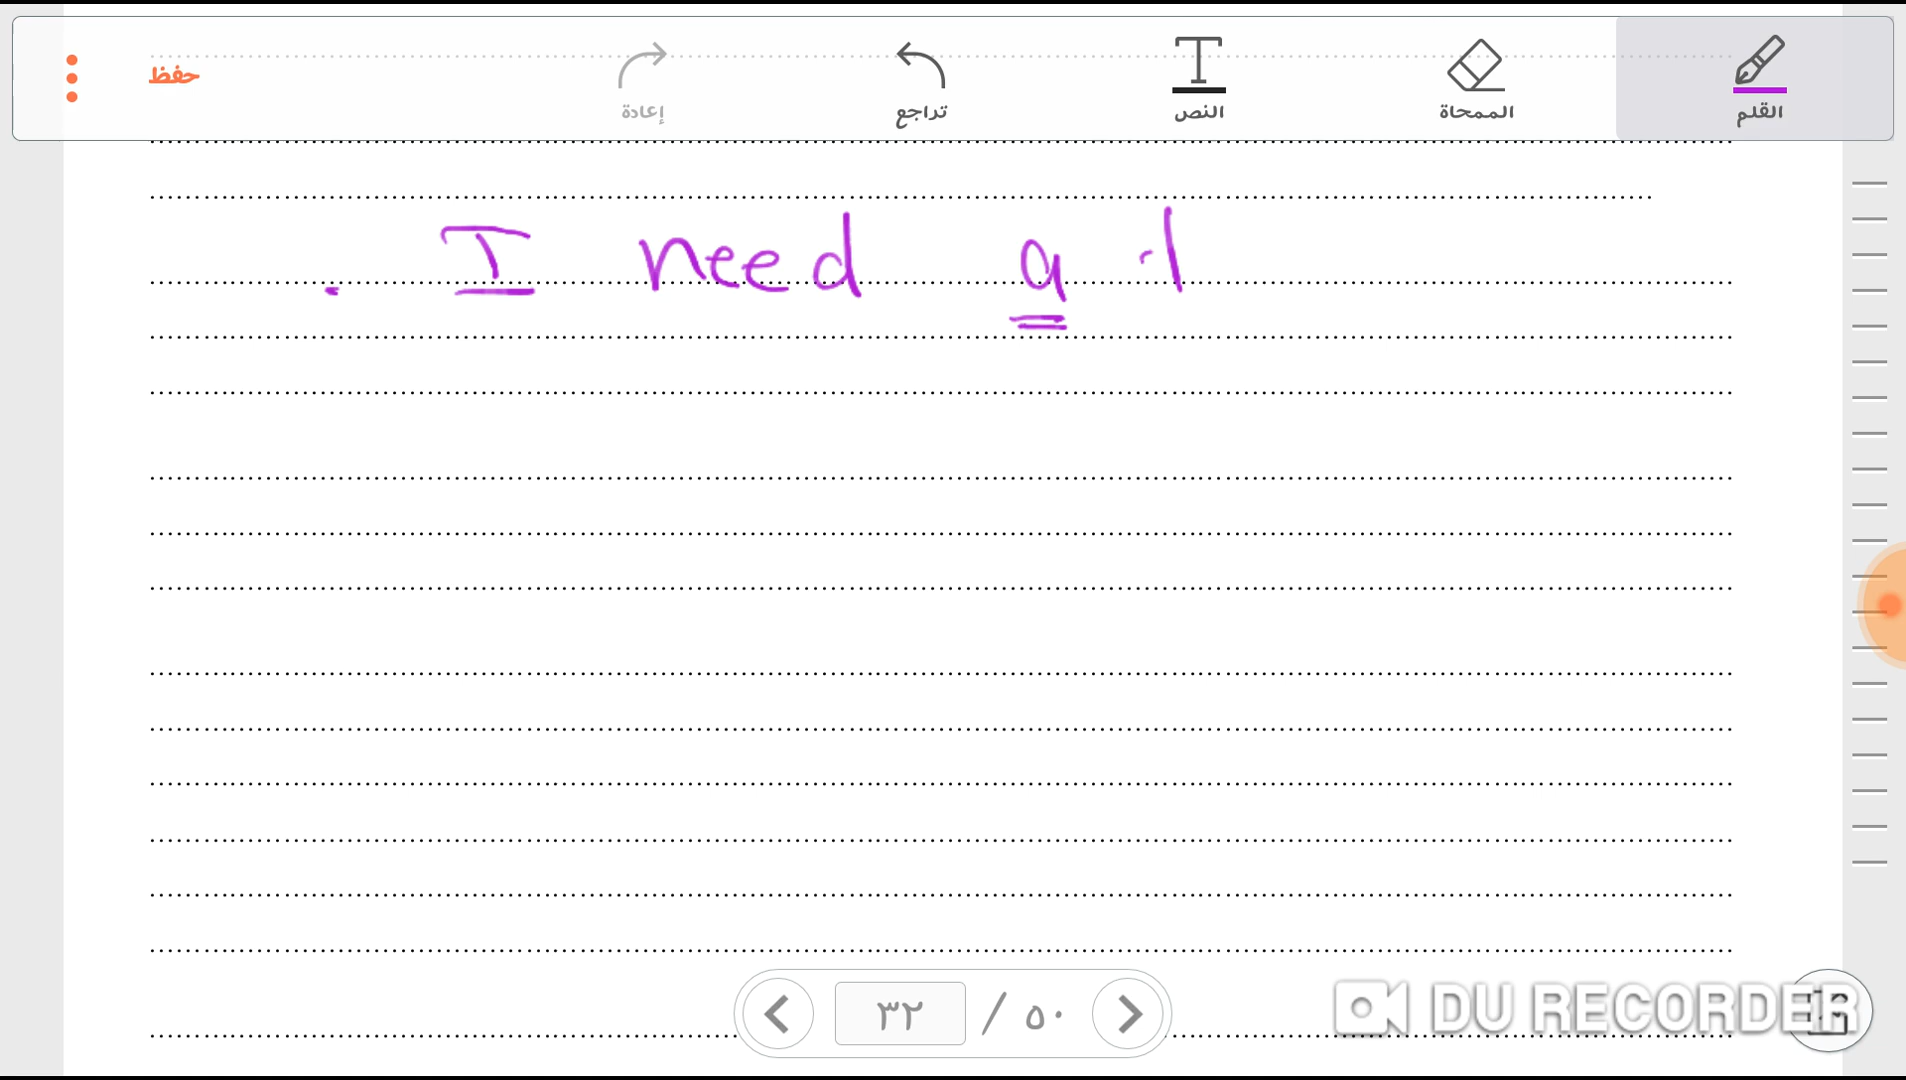 حفظ إعادة تراجع النص الممحاة القلم
I need a
٣٢ / ٥٠
DU RECORDER